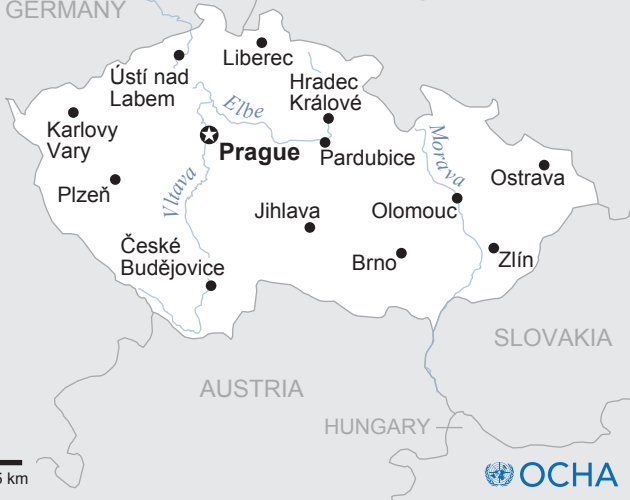 GERMANY
Liberec
Ústí nad
Labem
Hradec
Králové
Elbe
Karlovy
Vary
Prague
Pardubice
Morava
Ostrava
Plzeň
Vltava
Jihlava
Olomouc
České
Budějovice
Brno
Zlín
SLOVAKIA
AUSTRIA
HUNGARY
km
OCHA